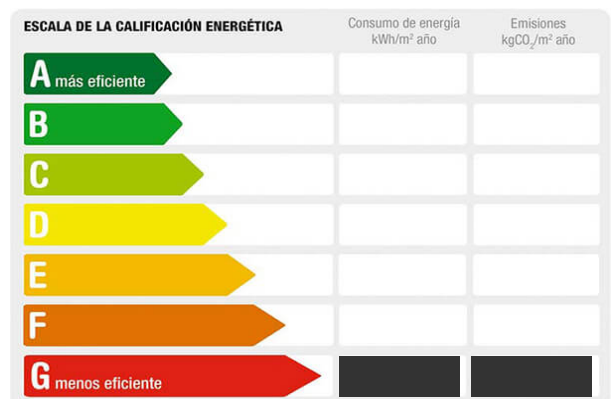 ESCALA DE LA CALIFICACIÓN ENERGÉTICA
Consumo de energía
kWh/m² año
Emisiones
kgCO₂/m² año
A más eficiente
B
C
D
E
F
G menos eficiente